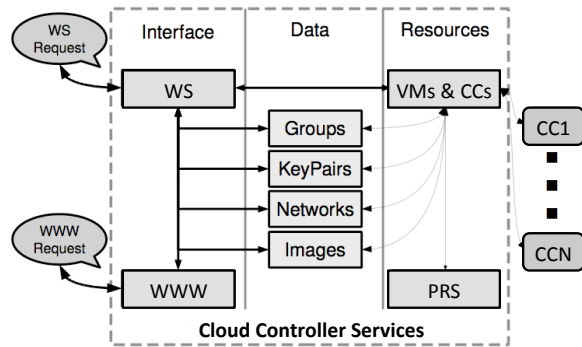 WS
Request
Interface
Data
Resources
WS
VMs & CCs
Groups
KeyPairs
Networks
Images
CC1
CCN
WWW
Request
WWW
PRS
Cloud Controller Services